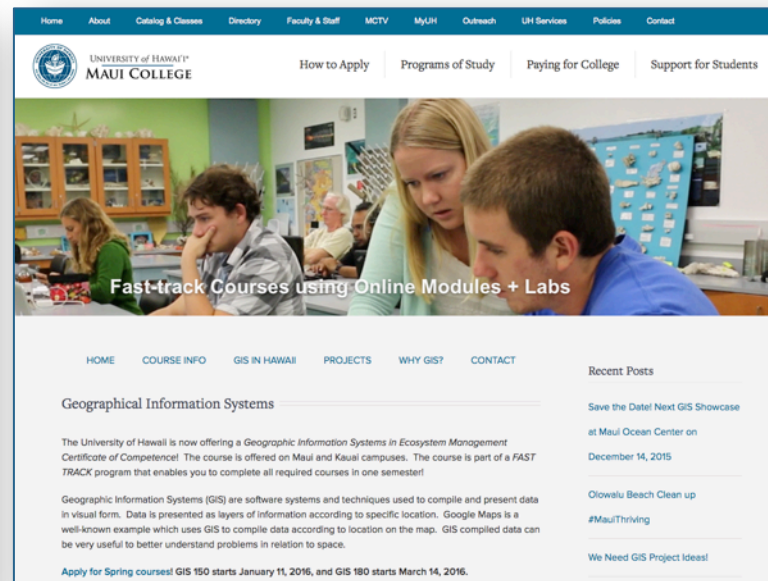 Home About Catalog & Classes Directory Faculty & Staff MCTV MyUH Outreach UH Services Policies Contact
UNIVERSITY of HAWAI'I®
MAUI COLLEGE
How to Apply Programs of Study Paying for College Support for Students
Fast-track Courses using Online Modules + Labs
HOME COURSE INFO GIS IN HAWAII PROJECTS WHY GIS? CONTACT
Geographical Information Systems
The University of Hawaii is now offering a Geographic Information Systems in Ecosystem Management
Certificate of Competence! The course is offered on Maui and Kauai campuses. The course is part of a FAST
TRACK program that enables you to complete all required courses in one semester!
Geographic Information Systems (GIS) are software systems and techniques used to compile and present data
in visual form. Data is presented as layers of information according to specific location. Google Maps is a
well-known example which uses GIS to compile data according to location on the map. GIS compiled data can
be very useful to better understand problems in relation to space.
Apply for Spring courses! GIS 150 starts January 11, 2016, and GIS 180 starts March 14, 2016.
Recent Posts
Save the Date! Next GIS Showcase
at Maui Ocean Center on
December 14, 2015
Olowalu Beach Clean up
#MauiThriving
We Need GIS Project Ideas!